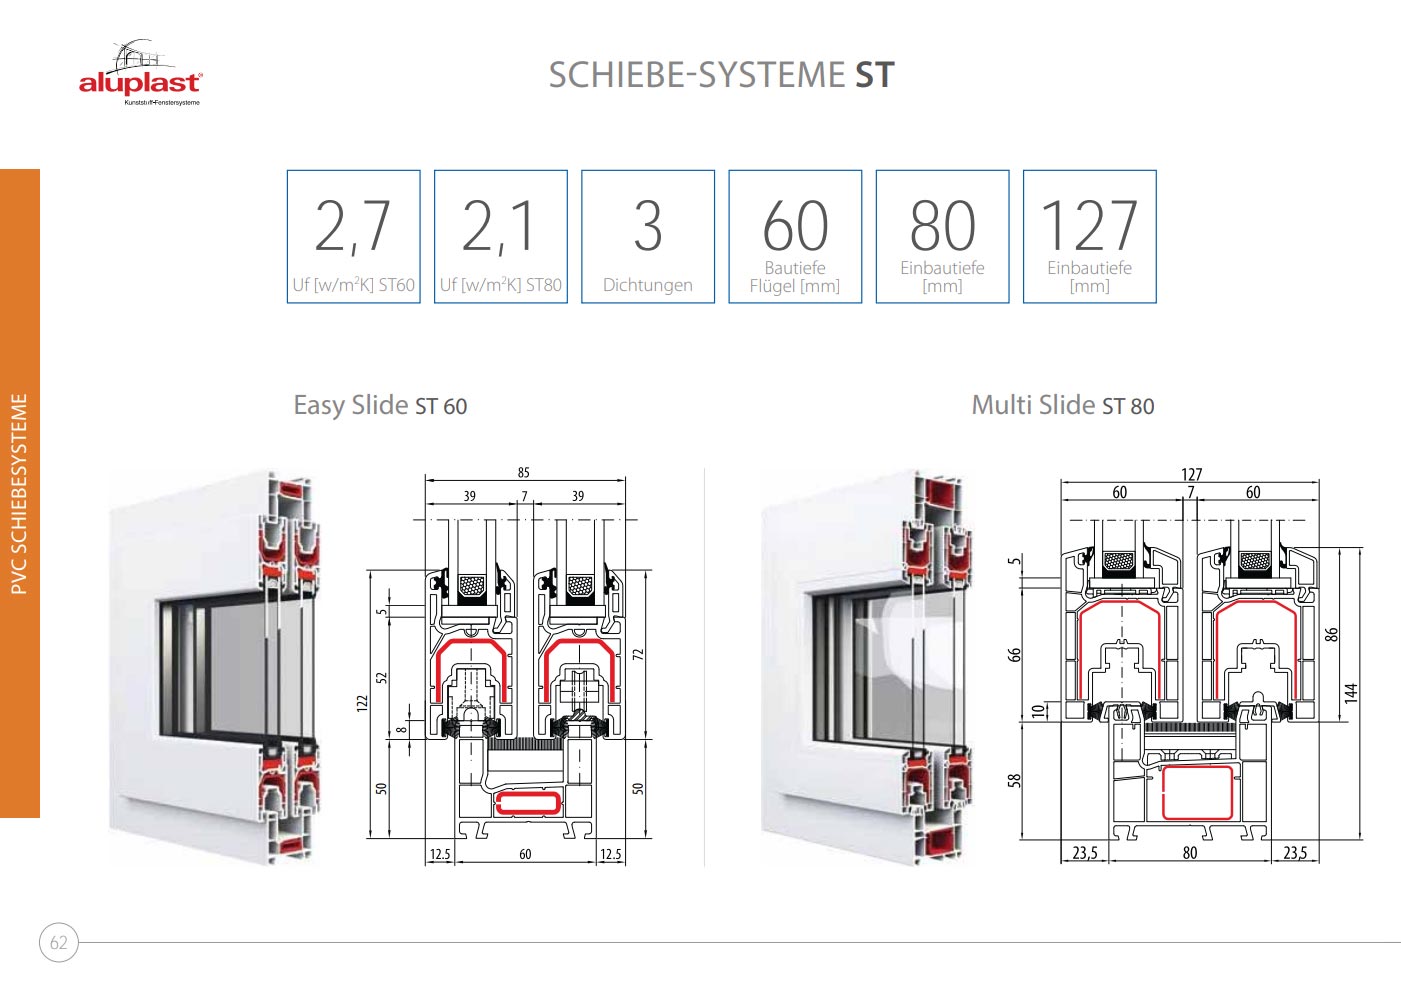 aluplast®
Kunststoff-Fenstersysteme
SCHIEBE-SYSTEME ST
2,7
Uf [w/m²K] ST60
2,1
Uf [w/m²K] ST80
3
Dichtungen
60
Bautiefe
Flügel [mm]
80
Einbautiefe
[mm]
127
Einbautiefe
[mm]
PVC SCHIEBESYSTEME
Easy Slide ST 60
85
39 7 39
5
52
122
8
50
72
50
12.5 60 12.5
Multi Slide ST 80
127
60 7 60
5
66
10
58
86
144
23,5 80 23,5
62